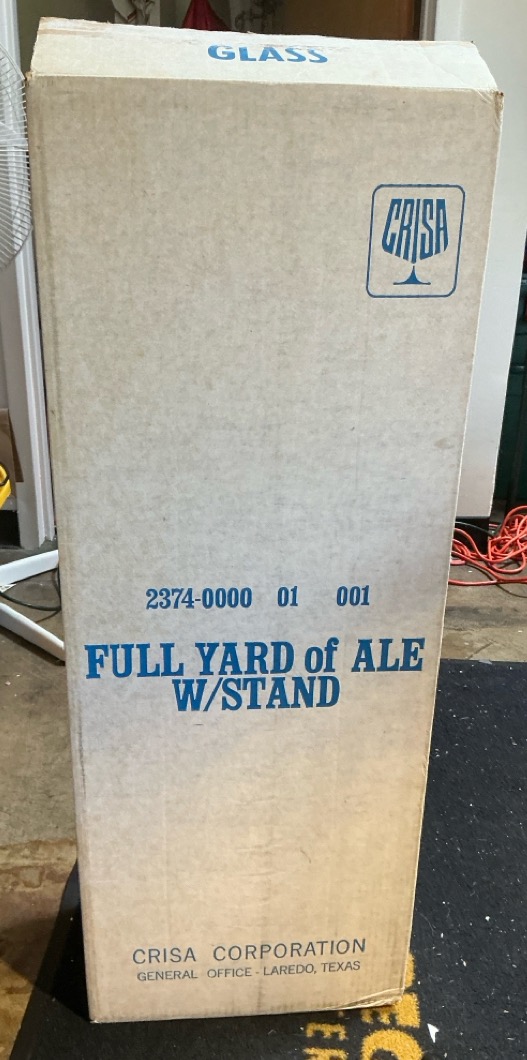 GLASS
CRISA
2374-0000 01 001
FULL YARD of ALE
W/STAND
CRISA CORPORATION
GENERAL OFFICE - LAREDO, TEXAS